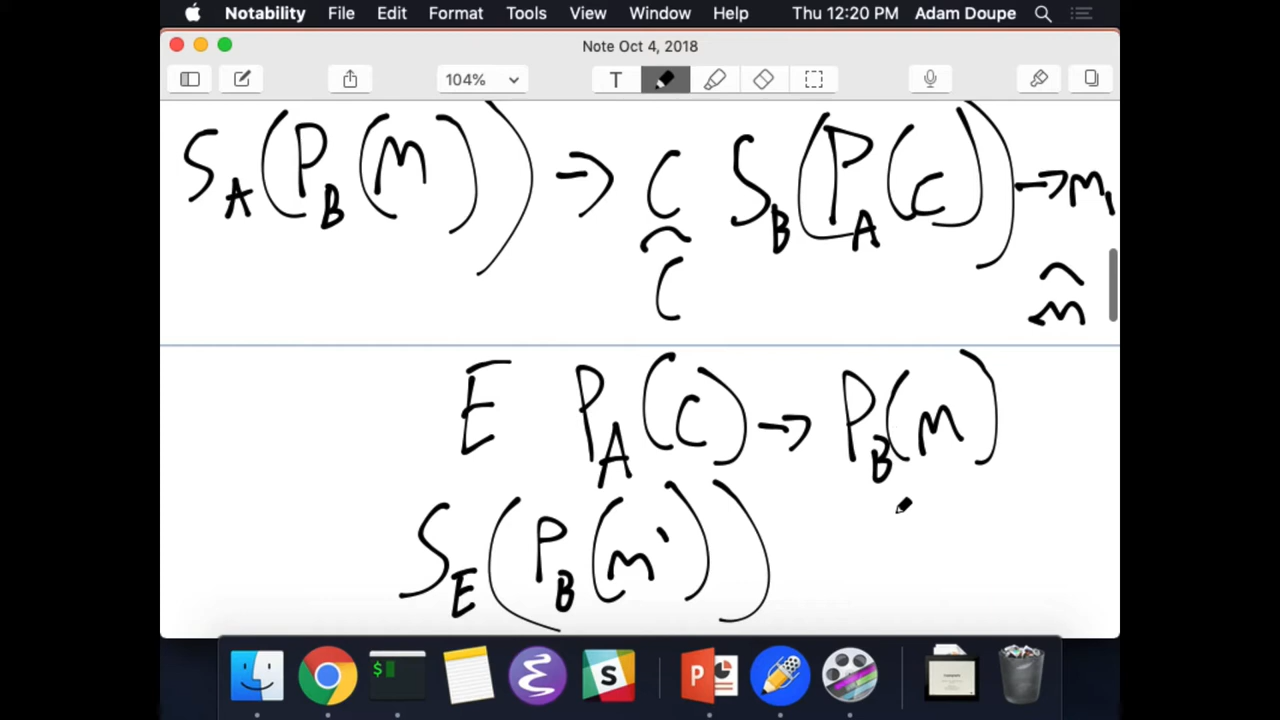 Notability File Edit Format Tools View Window Help Thu 12:20 PM Adam Doupe
Note Oct 4, 2018
104% T
S_A(P_B(M)) → C S_B(P_A(C)) → m,
Ĉ m̂
E P_A(C) → P_B(M)
S_E(P_B(M'))
$ S P